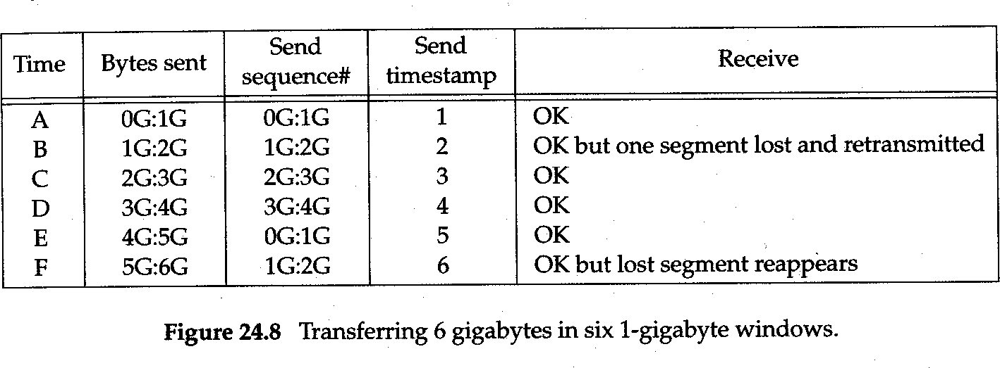 Time Bytes sent Send sequence# Send timestamp Receive
A 0G:1G 0G:1G 1 OK
B 1G:2G 1G:2G 2 OK but one segment lost and retransmitted
C 2G:3G 2G:3G 3 OK
D 3G:4G 3G:4G 4 OK
E 4G:5G 0G:1G 5 OK
F 5G:6G 1G:2G 6 OK but lost segment reappears
Figure 24.8 Transferring 6 gigabytes in six 1-gigabyte windows.